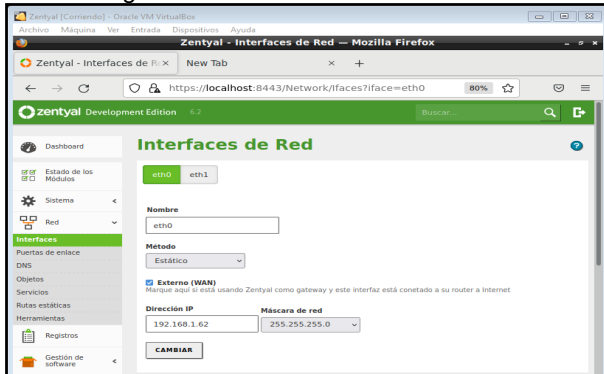 Zentyal [Corriendo] - Oracle VM VirtualBox
Archivo Máquina Ver Entrada Dispositivos Ayuda
Zentyal - Interfaces de Red — Mozilla Firefox
Zentyal - Interfaces de R New Tab
https://localhost:8443/Network/Ifaces?iface=eth0 80%
zentyal Development Edition 6.2 Buscar...
Dashboard
Estado de los
Módulos
Sistema
Red
Interfaces
Puertas de enlace
DNS
Objetos
Servicios
Rutas estáticas
Herramientas
Registros
Gestión de
software
Interfaces de Red
eth0 eth1
Nombre
eth0
Método
Estático
Externo (WAN)
Marque aquí si está usando Zentyal como gateway y este interfaz está conetado a su router a Internet
Dirección IP Máscara de red
192.168.1.62 255.255.255.0
CAMBIAR